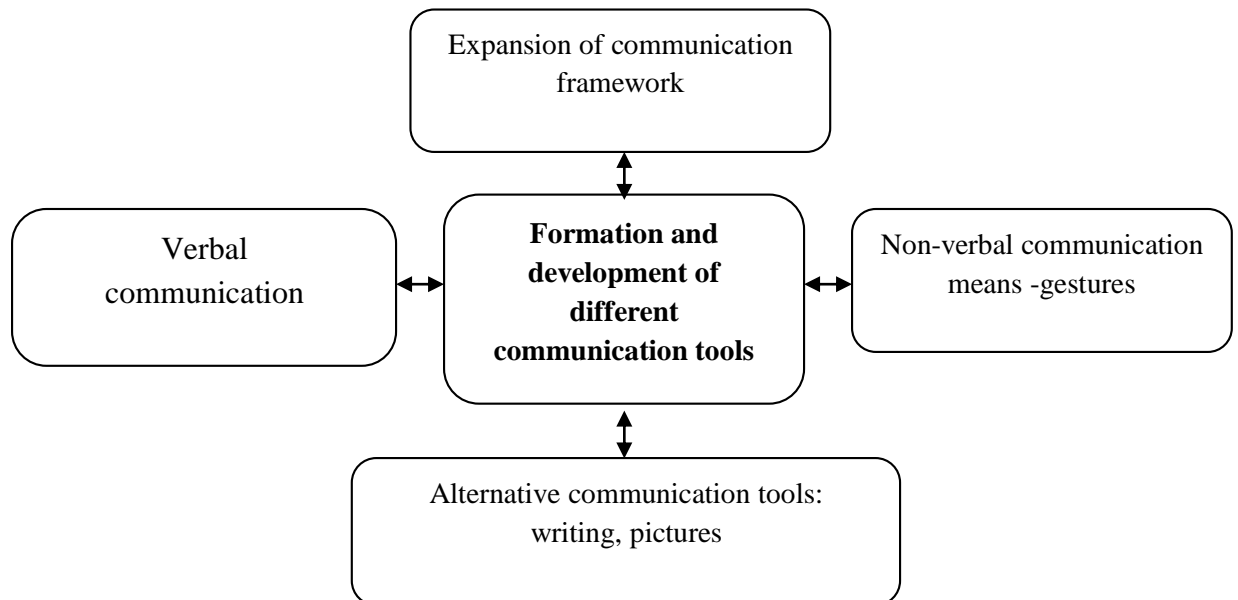 Expansion of communication
framework
Verbal
communication
Formation and
development of
different
communication tools
Non-verbal communication
means -gestures
Alternative communication tools:
writing, pictures